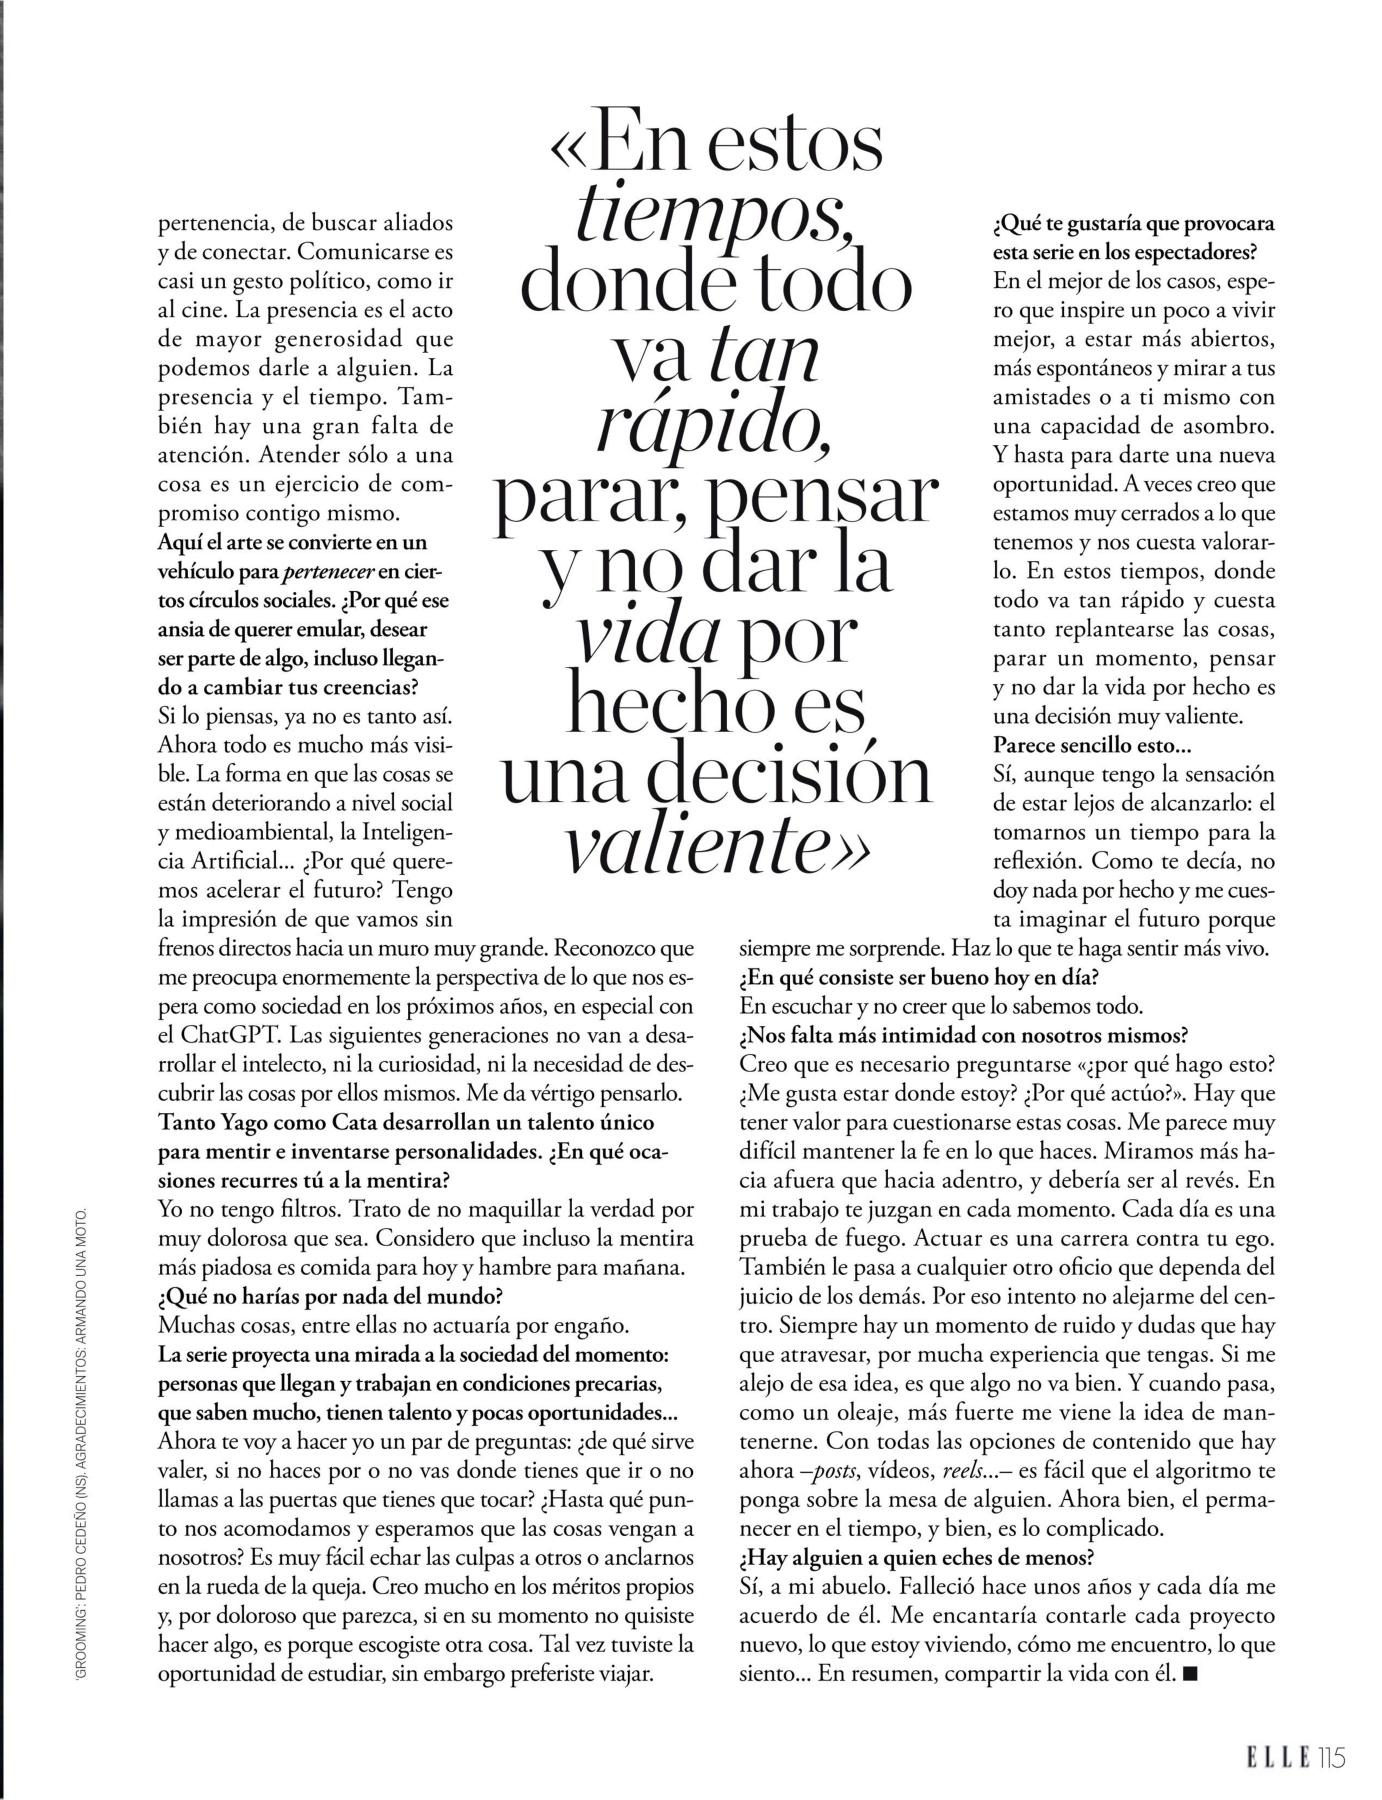 pertenencia, de buscar aliados
y de conectar. Comunicarse es
casi un gesto político, como ir
al cine. La presencia es el acto
de mayor generosidad que
podemos darle a alguien. La
presencia y el tiempo. Tam-
bién hay una gran falta de
atención. Atender sólo a una
cosa es un ejercicio de com-
promiso contigo mismo.
Aquí el arte se convierte en un
vehículo para pertenecer en cier-
tos círculos sociales. ¿Por qué ese
ansia de querer emular, desear
ser parte de algo, incluso llegan-
do a cambiar tus creencias?
Si lo piensas, ya no es tanto así.
Ahora todo es mucho más visi-
ble. La forma en que las cosas se
están deteriorando a nivel social
y medioambiental, la Inteligen-
cia Artificial... ¿Por qué quere-
mos acelerar el futuro? Tengo
la impresión de que vamos sin
frenos directos hacia un muro muy grande. Reconozco que
me preocupa enormemente la perspectiva de lo que nos es-
pera como sociedad en los próximos años, en especial con
el ChatGPT. Las siguientes generaciones no van a desa-
rrollar el intelecto, ni la curiosidad, ni la necesidad de des-
cubrir las cosas por ellos mismos. Me da vértigo pensarlo.
Tanto Yago como Cata desarrollan un talento único
para mentir e inventarse personalidades. ¿En qué oca-
siones recurres tú a la mentira?
Yo no tengo filtros. Trato de no maquillar la verdad por
muy dolorosa que sea. Considero que incluso la mentira
más piadosa es comida para hoy y hambre para mañana.
¿Qué no harías por nada del mundo?
Muchas cosas, entre ellas no actuaría por engaño.
La serie proyecta una mirada a la sociedad del momento:
personas que llegan y trabajan en condiciones precarias,
que saben mucho, tienen talento y pocas oportunidades...
Ahora te voy a hacer yo un par de preguntas: ¿de qué sirve
valer, si no haces por o no vas donde tienes que ir o no
llamas a las puertas que tienes que tocar? ¿Hasta qué pun-
to nos acomodamos y esperamos que las cosas vengan a
nosotros? Es muy fácil echar las culpas a otros o anclarnos
en la rueda de la queja. Creo mucho en los méritos propios
y, por doloroso que parezca, si en su momento no quisiste
hacer algo, es porque escogiste otra cosa. Tal vez tuviste la
oportunidad de estudiar, sin embargo preferiste viajar.
«En estos
tiempos,
donde todo
va tan
rápido,
parar, pensar
y no dar la
vida por
hecho es
una decisión
valiente»
¿Qué te gustaría que provocara
esta serie en los espectadores?
En el mejor de los casos, espe-
ro que inspire un poco a vivir
mejor, a estar más abiertos,
más espontáneos y mirar a tus
amistades o a ti mismo con
una capacidad de asombro.
Y hasta para darte una nueva
oportunidad. A veces creo que
estamos muy cerrados a lo que
tenemos y nos cuesta valorar-
lo. En estos tiempos, donde
todo va tan rápido y cuesta
tanto replantearse las cosas,
parar un momento, pensar
y no dar la vida por hecho es
una decisión muy valiente.
Parece sencillo esto...
Sí, aunque tengo la sensación
de estar lejos de alcanzarlo: el
tomarnos un tiempo para la
reflexión. Como te decía, no
doy nada por hecho y me cues-
ta imaginar el futuro porque
siempre me sorprende. Haz lo que te haga sentir más vivo.
¿En qué consiste ser bueno hoy en día?
En escuchar y no creer que lo sabemos todo.
¿Nos falta más intimidad con nosotros mismos?
Creo que es necesario preguntarse «¿por qué hago esto?
¿Me gusta estar donde estoy? ¿Por qué actúo?». Hay que
tener valor para cuestionarse estas cosas. Me parece muy
difícil mantener la fe en lo que haces. Miramos más ha-
cia afuera que hacia adentro, y debería ser al revés. En
mi trabajo te juzgan en cada momento. Cada día es una
prueba de fuego. Actuar es una carrera contra tu ego.
También le pasa a cualquier otro oficio que dependa del
juicio de los demás. Por eso intento no alejarme del cen-
tro. Siempre hay un momento de ruido y dudas que hay
que atravesar, por mucha experiencia que tengas. Si me
alejo de esa idea, es que algo no va bien. Y cuando pasa,
como un oleaje, más fuerte me viene la idea de man-
tenerne. Con todas las opciones de contenido que hay
ahora –posts, vídeos, reels...– es fácil que el algoritmo te
ponga sobre la mesa de alguien. Ahora bien, el perma-
necer en el tiempo, y bien, es lo complicado.
¿Hay alguien a quien eches de menos?
Sí, a mi abuelo. Falleció hace unos años y cada día me
acuerdo de él. Me encantaría contarle cada proyecto
nuevo, lo que estoy viviendo, cómo me encuentro, lo que
siento... En resumen, compartir la vida con él. ■
'GROOMING': PEDRO CEDEÑO (NS). AGRADECIMIENTOS: ARMANDO UNA MOTO.
ELLE 115